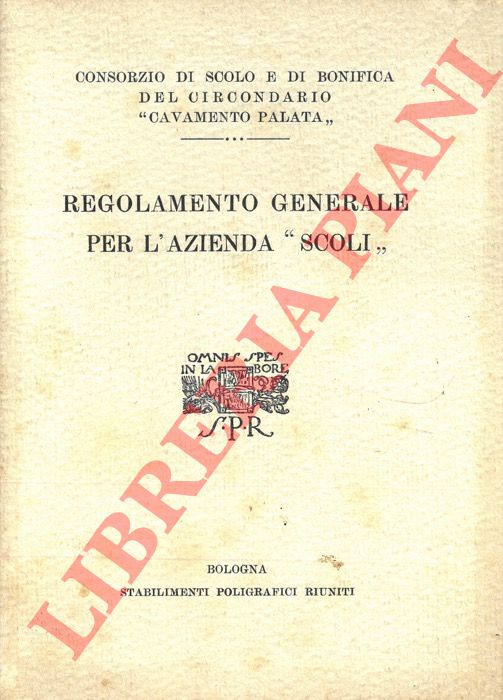 CONSORZIO DI SCOLO E DI BONIFICA
DEL CIRCONDARIO
“CAVAMENTO PALATA„
REGOLAMENTO GENERALE
PER L'AZIENDA “ SCOLI „
OMNIS SPES
IN LABORE
S·P·R
BOLOGNA
STABILIMENTI POLIGRAFICI RIUNITI
LIBRERIA PIANI